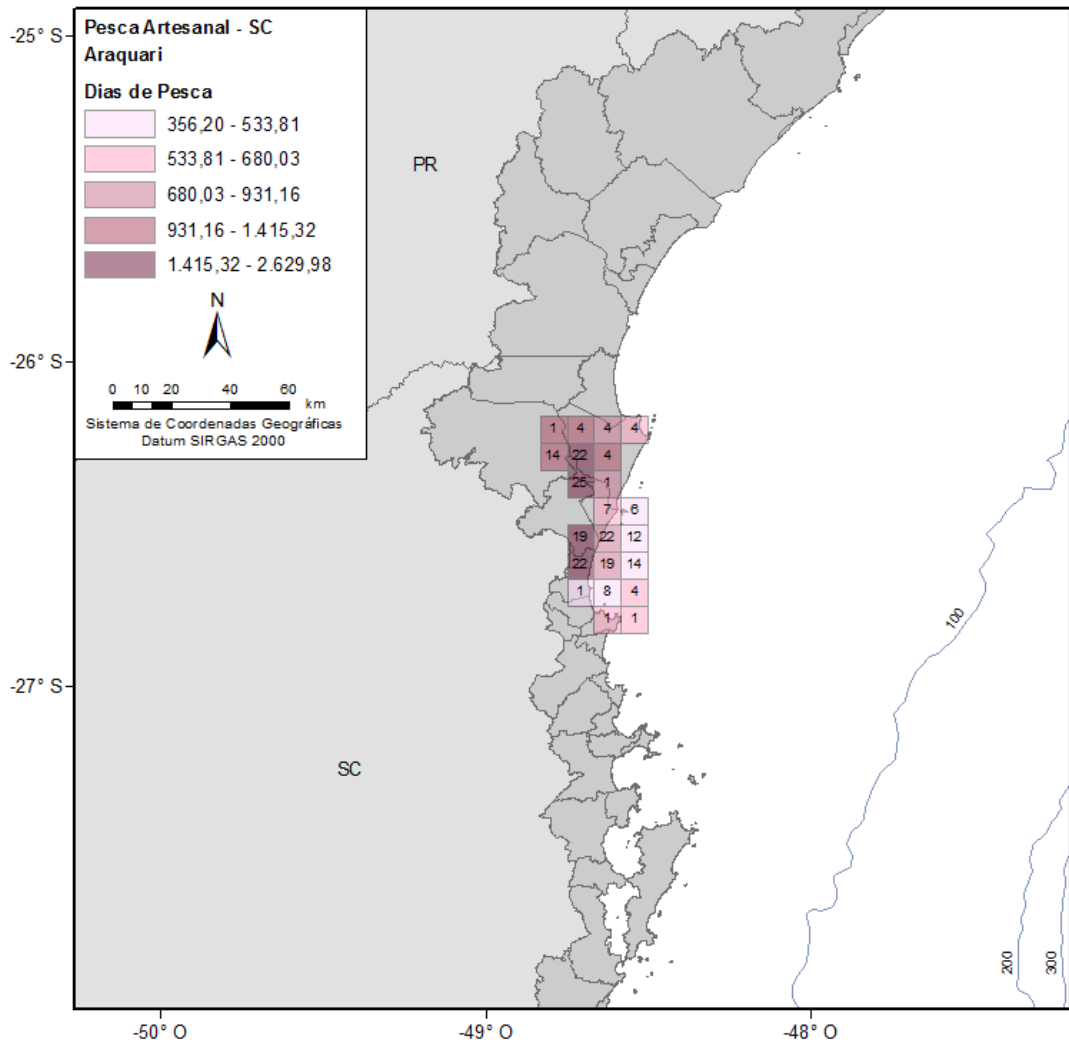 Pesca Artesanal - SC
Araquari
Dias de Pesca
356,20 - 533,81
533,81 - 680,03
680,03 - 931,16
931,16 - 1.415,32
1.415,32 - 2.629,98
N
0 10 20 40 60
km
Sistema de Coordenadas Geográficas
Datum SIRGAS 2000
-25° S
PR
-26° S
1 4 4 4
14 22 4
25 1
7 6
19 22 12
22 19 14
1 8 4
1 1
100
-27° S
SC
200
300
-50° O
-49° O
-48° O